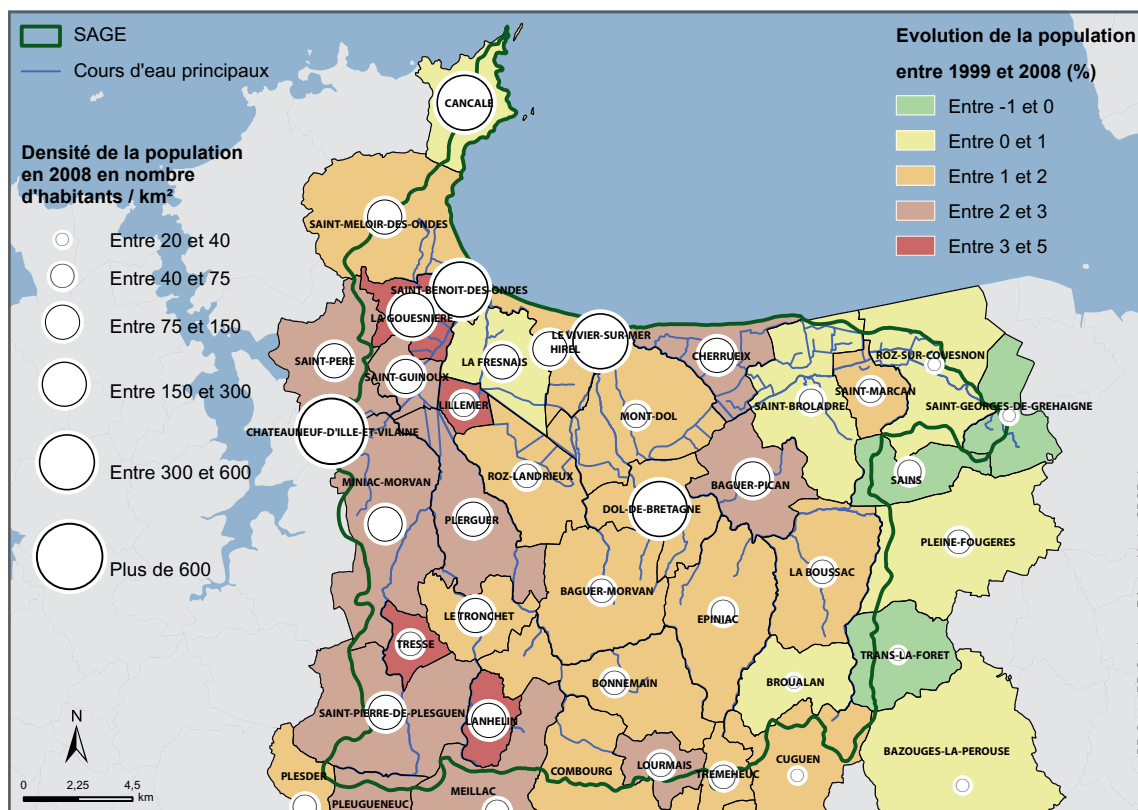 SAGE
Cours d'eau principaux
Densité de la population
en 2008 en nombre
d'habitants / km²
Entre 20 et 40
Entre 40 et 75
Entre 75 et 150
Entre 150 et 300
Entre 300 et 600
Plus de 600
Evolution de la population
entre 1999 et 2008 (%)
Entre -1 et 0
Entre 0 et 1
Entre 1 et 2
Entre 2 et 3
Entre 3 et 5
CANCALE
SAINT-MELOIR-DES-ONDES
SAINT-BENOIT-DES-ONDES
LA GOUESNIERE
LE VIVIER-SUR-MER
HIREL
LA FRESNAIS
CHERRUEIX
ROZ-SUR-COUESNON
SAINT-PERE
SAINT-GUINOUX
SAINT-MARCAN
LILLEMER
SAINT-BROLADRE
SAINT-GEORGES-DE-GREHAIGNE
MONT-DOL
CHATEAUNEUF-D'ILLE-ET-VILAINE
ROZ-LANDRIEUX
MINIAC-MORVAN
BAGUER-PICAN
SAINS
DOL-DE-BRETAGNE
PLERGUER
PLEINE-FOUGERES
LA BOUSSAC
BAGUER-MORVAN
LE TRONCHET
EPINIAC
TRESSE
TRANS-LA-FORET
BONNEMAIN
BROUALAN
SAINT-PIERRE-DE-PLESGUEN
LANHELIN
BAZOUGES-LA-PEROUSE
CUGUEN
LOURMAIS
COMBOURG
TREMEHEUC
PLESDER
MEILLAC
PLEUGUENEUC
N
0 2,25 4,5
km